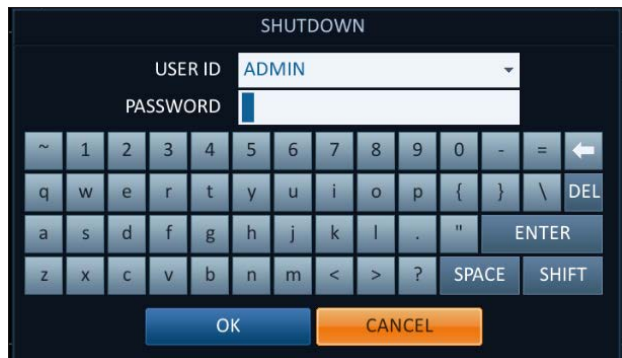 SHUTDOWN
USER ID ADMIN
PASSWORD
~ 1 2 3 4 5 6 7 8 9 0 - =
q w e r t y u i o p { } \ DEL
a s d f g h j k l . " ENTER
z x c v b n m < > ? SPACE SHIFT
OK CANCEL